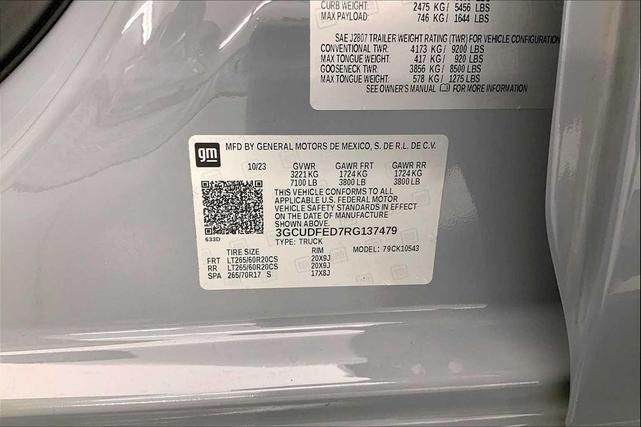 CURB WEIGHT: 2475 KG/ 5456 LBS
MAX PAYLOAD: 746 KG/ 1644 LBS
SAE J2807 TRAILER WEIGHT RATING (TWR) FOR VEHICLE CONFIGURATION
CONVENTIONAL TWR: 4173 KG/ 9200 LBS
MAX TONGUE WEIGHT: 417 KG/ 920 LBS
GOOSENECK TWR: 3856 KG/ 8500 LBS
MAX TONGUE WEIGHT: 578 KG/ 1275 LBS
SEE OWNER'S MANUAL FOR MORE INFORMATION
gm MFD BY GENERAL MOTORS DE MEXICO, S. DE R.L. DE C.V.
10/23 GVWR GAWR FRT GAWR RR
3221 KG 1724 KG 1724 KG
7100 LB 3800 LB 3800 LB
THIS VEHICLE CONFORMS TO ALL
APPLICABLE U.S. FEDERAL MOTOR
VEHICLE SAFETY STANDARDS IN EFFECT
ON THE DATE OF MANUFACTURE
SHOWN ABOVE.
3GCUDFED7RG137479
633D TYPE: TRUCK
TIRE SIZE RIM MODEL: 79CK10543
FRT LT265/60R20CS 20X9J
RR LT265/60R20CS 20X9J
SPA 265/70R17 S 17X8J